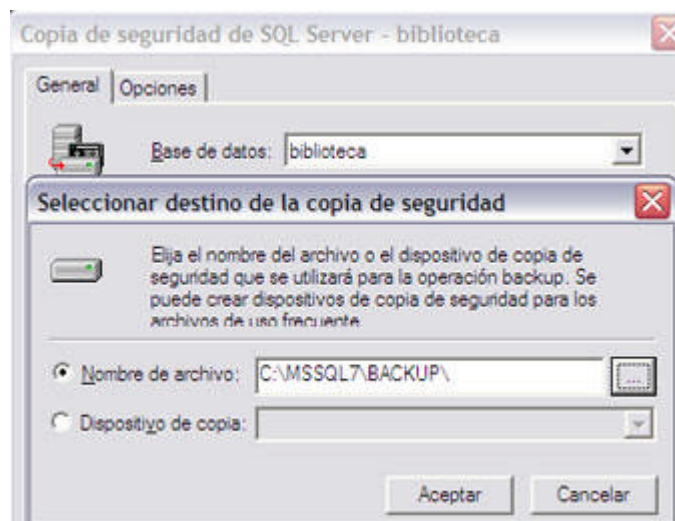 Copia de seguridad de SQL Server - biblioteca
General Opciones
Base de datos: biblioteca
Seleccionar destino de la copia de seguridad
Elija el nombre del archivo o el dispositivo de copia de
seguridad que se utilizará para la operación backup. Se
puede crear dispositivos de copia de seguridad para los
archivos de uso frecuente
Nombre de archivo: C:\MSSQL7\BACKUP\ ...
Dispositivo de copia:
Aceptar Cancelar